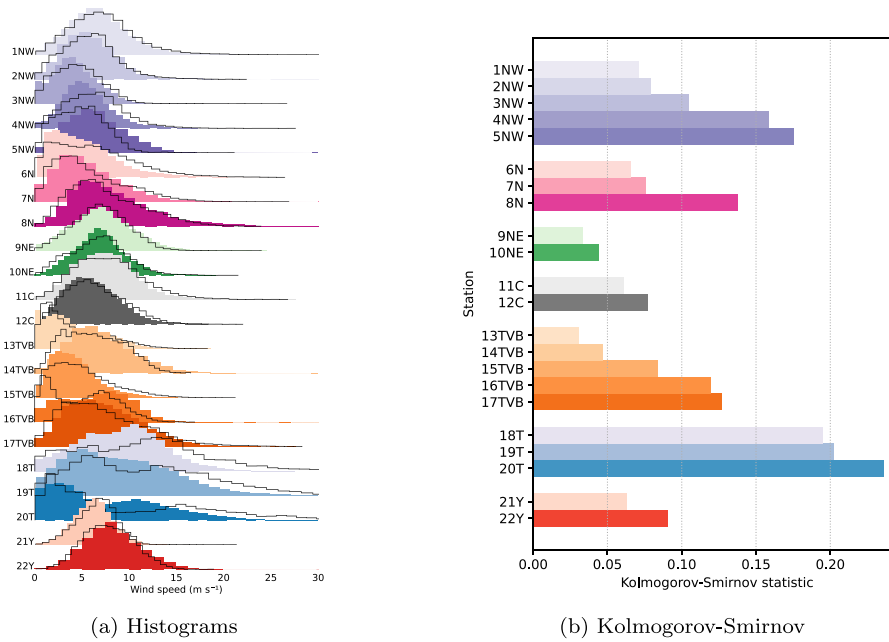 1NW
2NW
3NW
4NW
5NW
6N
7N
8N
9NE
10NE
11C
12C
13TVB
14TVB
15TVB
16TVB
17TVB
18T
19T
20T
21Y
22Y
0 5 10 15 20 25 30
Wind speed (m s⁻¹)
(a) Histograms
Station
1NW
2NW
3NW
4NW
5NW
6N
7N
8N
9NE
10NE
11C
12C
13TVB
14TVB
15TVB
16TVB
17TVB
18T
19T
20T
21Y
22Y
0.00 0.05 0.10 0.15 0.20
Kolmogorov-Smirnov statistic
(b) Kolmogorov-Smirnov